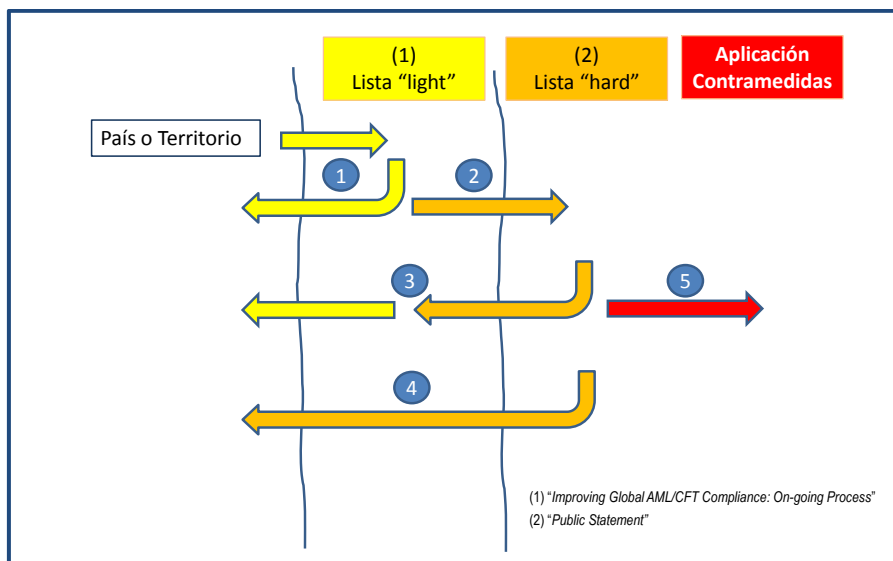 (1)
Lista “light”
(2)
Lista “hard”
Aplicación
Contramedidas
País o Territorio
1
2
3
5
4
(1) “Improving Global AML/CFT Compliance: On-going Process”
(2) “Public Statement”